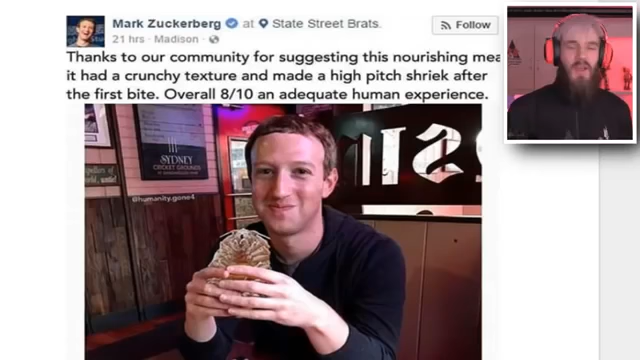 Mark Zuckerberg at State Street Brats.
Follow
21 hrs · Madison ·
Thanks to our community for suggesting this nourishing mea
it had a crunchy texture and made a high pitch shriek after
the first bite. Overall 8/10 an adequate human experience.
SYDNEY
CRICKET GROUNDS
@humanity.gone4